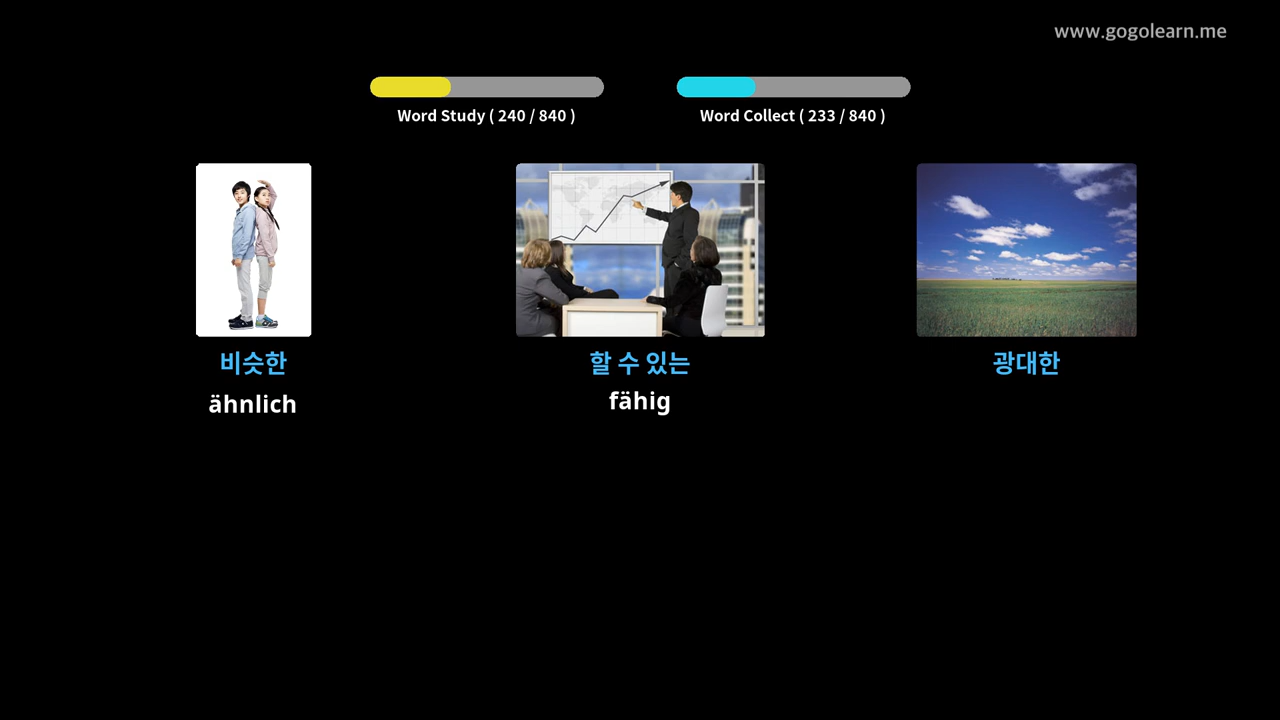 www.gogolearn.me
Word Study ( 240 / 840 )
Word Collect ( 233 / 840 )
비슷한
할 수 있는
광대한
ähnlich
fähig